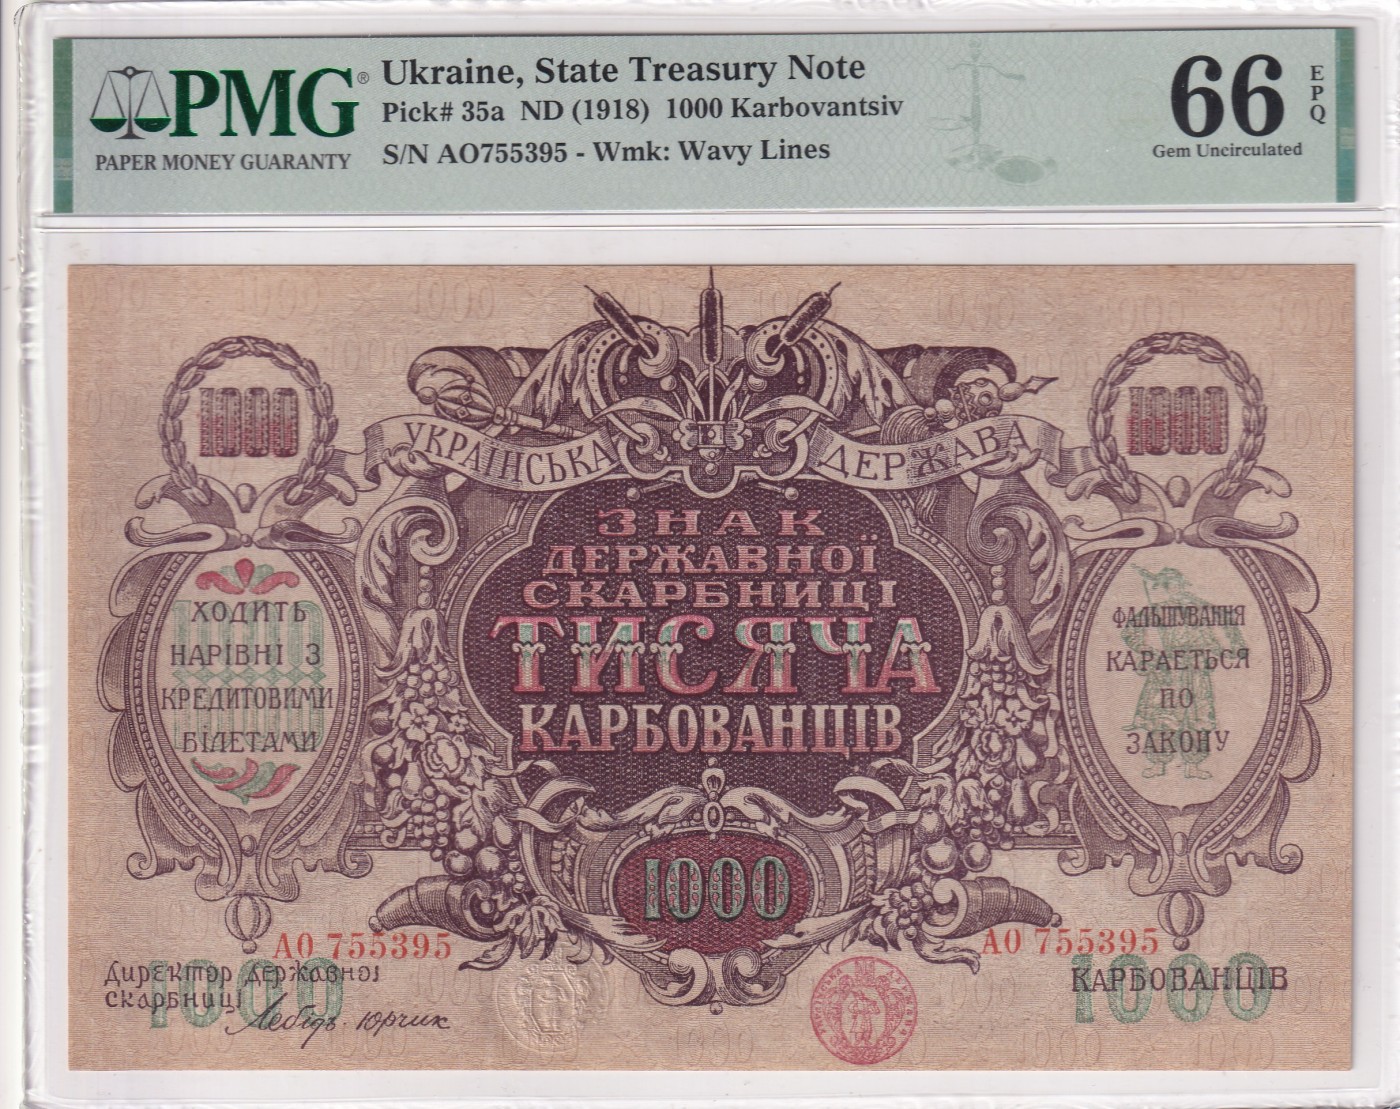 PMG®
PAPER MONEY GUARANTY
Ukraine, State Treasury Note
Pick# 35a ND (1918) 1000 Karbovantsiv
S/N AO755395 - Wmk: Wavy Lines
66
EPQ
Gem Uncirculated
1000
1000
УКРАЇНСЬКА
ДЕРЖАВА
ЗНАК
ДЕРЖАВНОЇ
СКАРБНИЦІ
ТИСЯЧА
КАРБОВАНЦІВ
ХОДИТЬ
НАРІВНІ З
КРЕДИТОВИМИ
БІЛЕТАМИ
ФАЛЬШУВАННЯ
КАРАЕТЬСЯ
ПО
ЗАКОНУ
1000
АО 755395
АО 755395
Директор Державної
Скарбниці
Лебідь-Юрчик
1000
КАРБОВАНЦІВ
1000